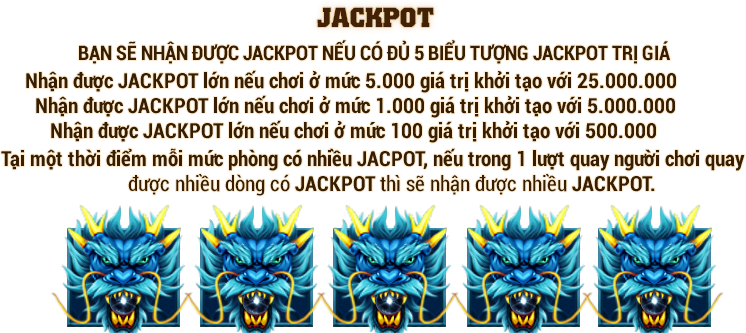 JACKPOT
BẠN SẼ NHẬN ĐƯỢC JACKPOT NẾU CÓ ĐỦ 5 BIỂU TƯỢNG JACKPOT TRỊ GIÁ
Nhận được JACKPOT lớn nếu chơi ở mức 5.000 giá trị khởi tạo với 25.000.000
Nhận được JACKPOT lớn nếu chơi ở mức 1.000 giá trị khởi tạo với 5.000.000
Nhận được JACKPOT lớn nếu chơi ở mức 100 giá trị khởi tạo với 500.000
Tại một thời điểm mỗi mức phòng có nhiều JACPOT, nếu trong 1 lượt quay người chơi quay
được nhiều dòng có JACKPOT thì sẽ nhận được nhiều JACKPOT.